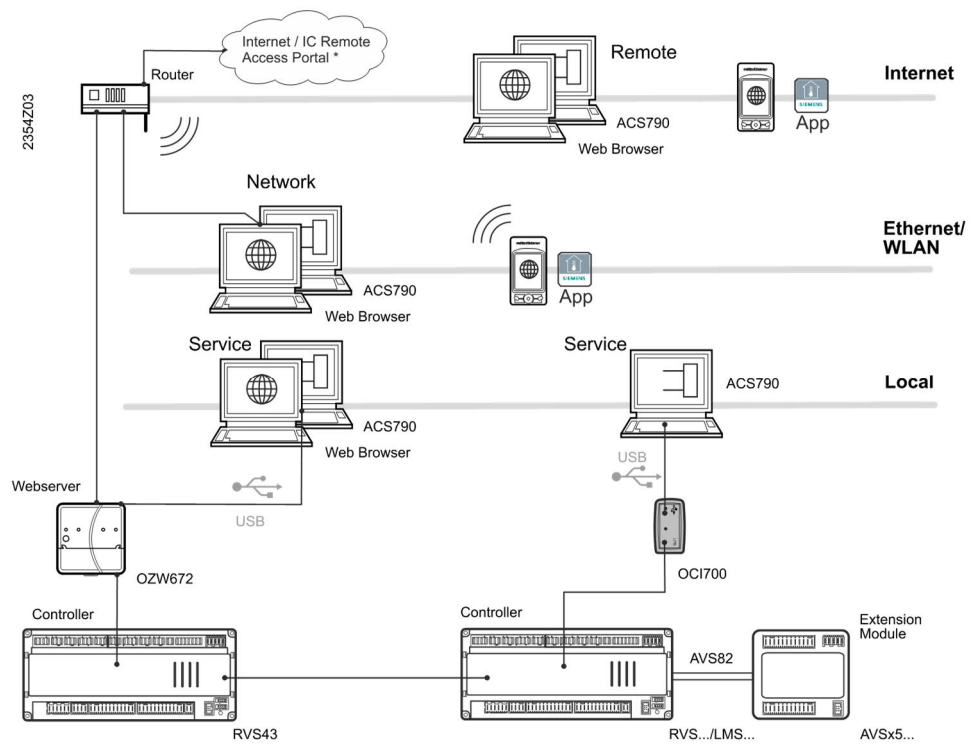 Internet / IC Remote
Access Portal *
Router
Remote
Internet
2354Z03
SIEMENS
App
ACS790
Web Browser
Network
Ethernet/
WLAN
SIEMENS
App
ACS790
Web Browser
Service
Service
ACS790
Local
ACS790
Web Browser
USB
USB
Webserver
OZW672
OCI700
Controller
Controller
Extension
Module
AVS82
RVS43
RVS.../LMS...
AVSx5...